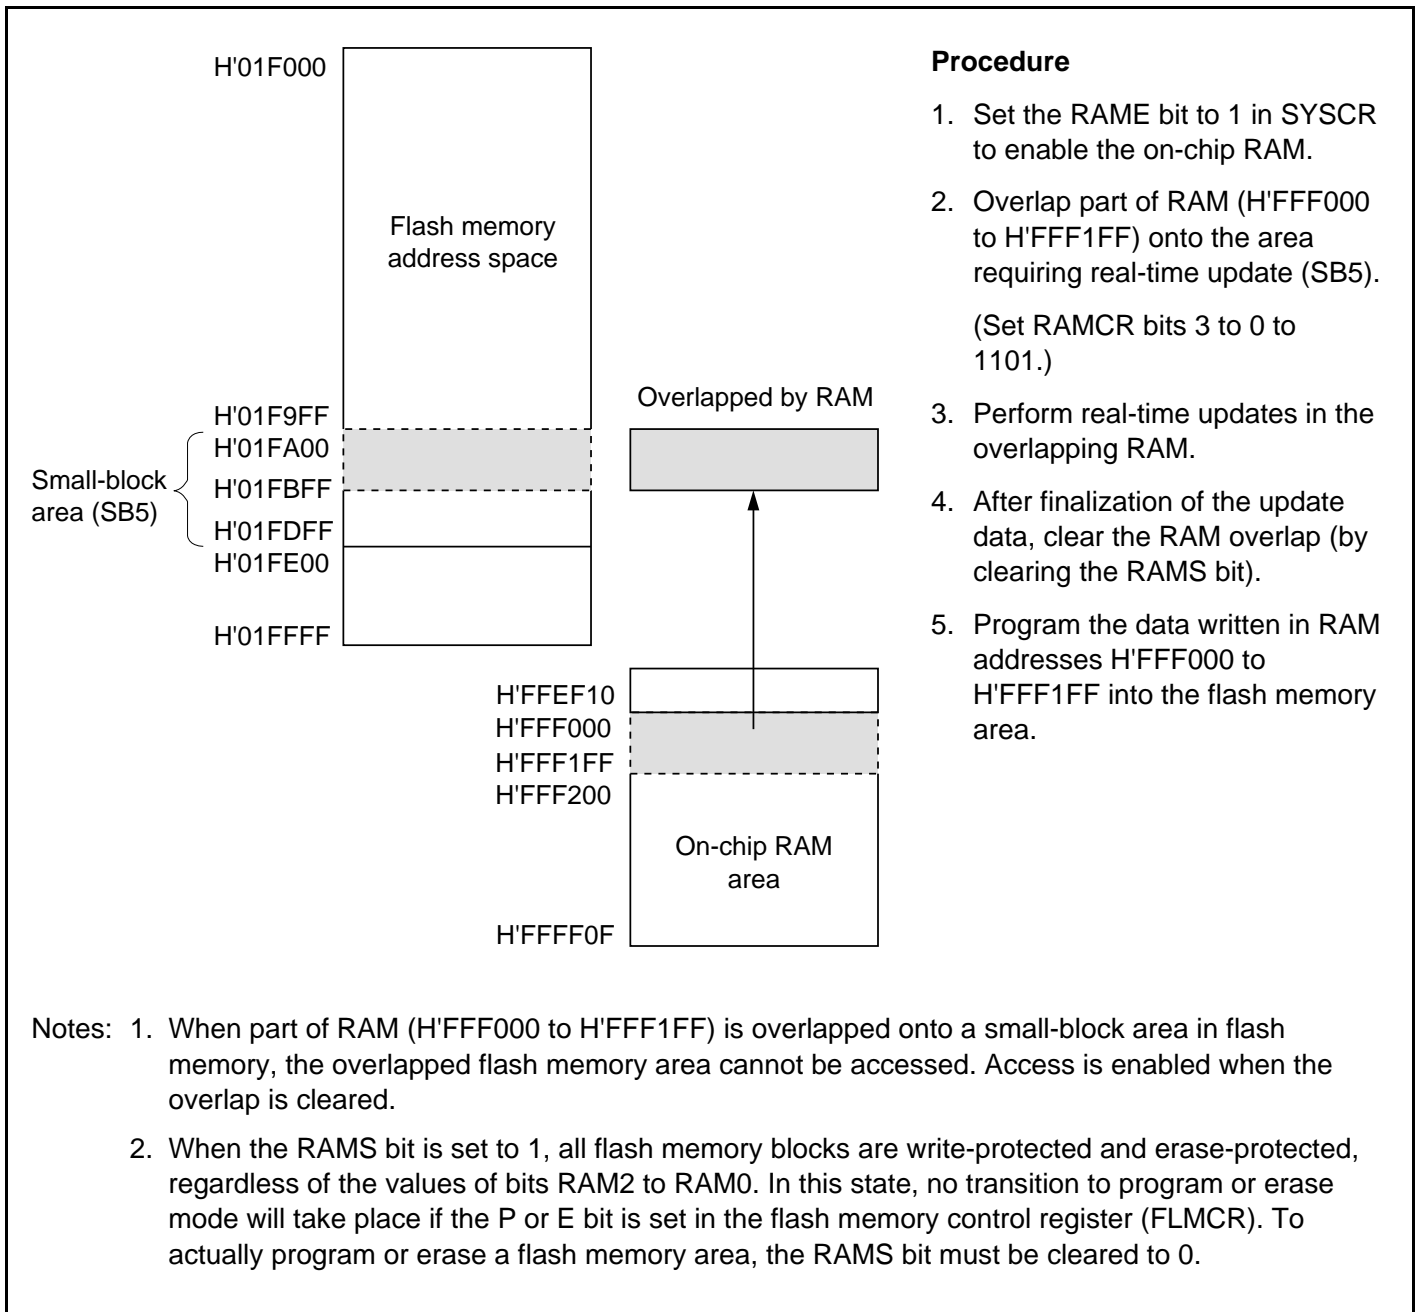 H'01F000
Flash memory
address space
H'01F9FF
H'01FA00
Small-block
area (SB5)
H'01FBFF
H'01FDFF
H'01FE00
H'01FFFF
Overlapped by RAM
H'FFEF10
H'FFF000
H'FFF1FF
H'FFF200
On-chip RAM
area
H'FFFF0F
Procedure
1. Set the RAME bit to 1 in SYSCR
to enable the on-chip RAM.
2. Overlap part of RAM (H'FFF000
to H'FFF1FF) onto the area
requiring real-time update (SB5).
(Set RAMCR bits 3 to 0 to
1101.)
3. Perform real-time updates in the
overlapping RAM.
4. After finalization of the update
data, clear the RAM overlap (by
clearing the RAMS bit).
5. Program the data written in RAM
addresses H'FFF000 to
H'FFF1FF into the flash memory
area.
Notes: 1. When part of RAM (H'FFF000 to H'FFF1FF) is overlapped onto a small-block area in flash
memory, the overlapped flash memory area cannot be accessed. Access is enabled when the
overlap is cleared.
2. When the RAMS bit is set to 1, all flash memory blocks are write-protected and erase-protected,
regardless of the values of bits RAM2 to RAM0. In this state, no transition to program or erase
mode will take place if the P or E bit is set in the flash memory control register (FLMCR). To
actually program or erase a flash memory area, the RAMS bit must be cleared to 0.